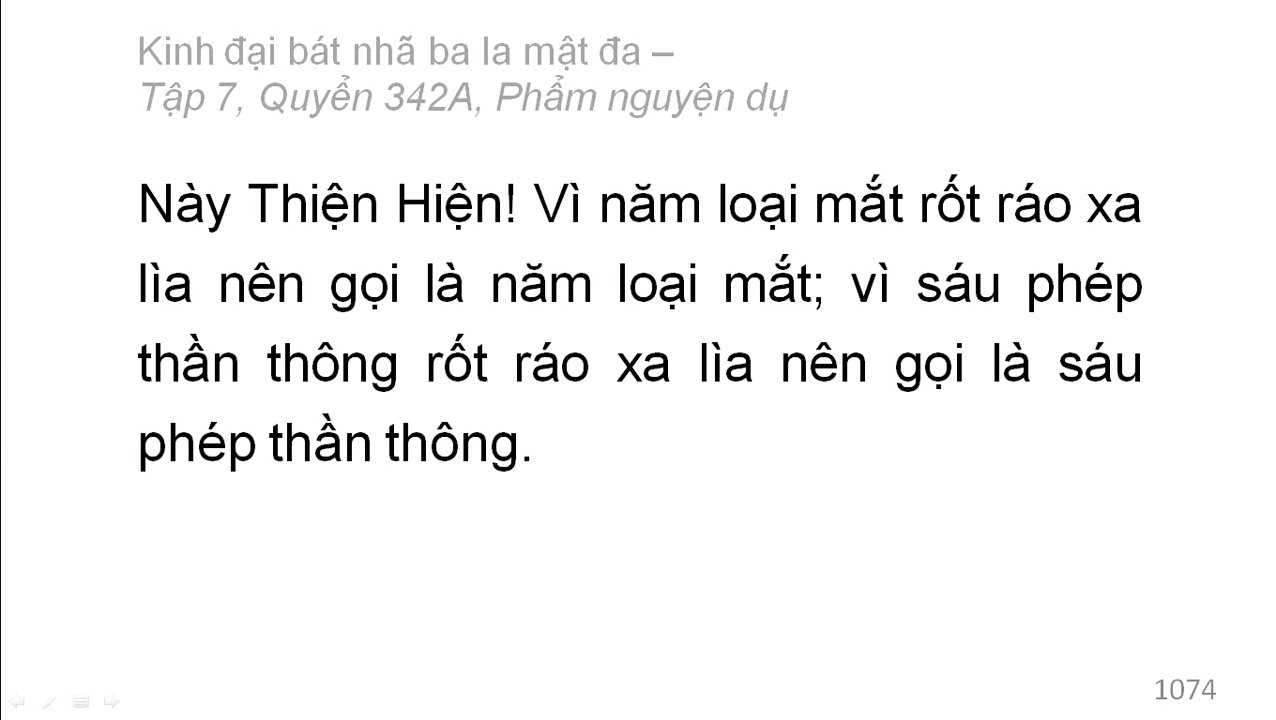 Kinh đại bát nhã ba la mật đa –
Tập 7, Quyển 342A, Phẩm nguyện dụ
Này Thiện Hiện! Vì năm loại mắt rốt ráo xa
lìa nên gọi là năm loại mắt; vì sáu phép
thần thông rốt ráo xa lìa nên gọi là sáu
phép thần thông.
1074